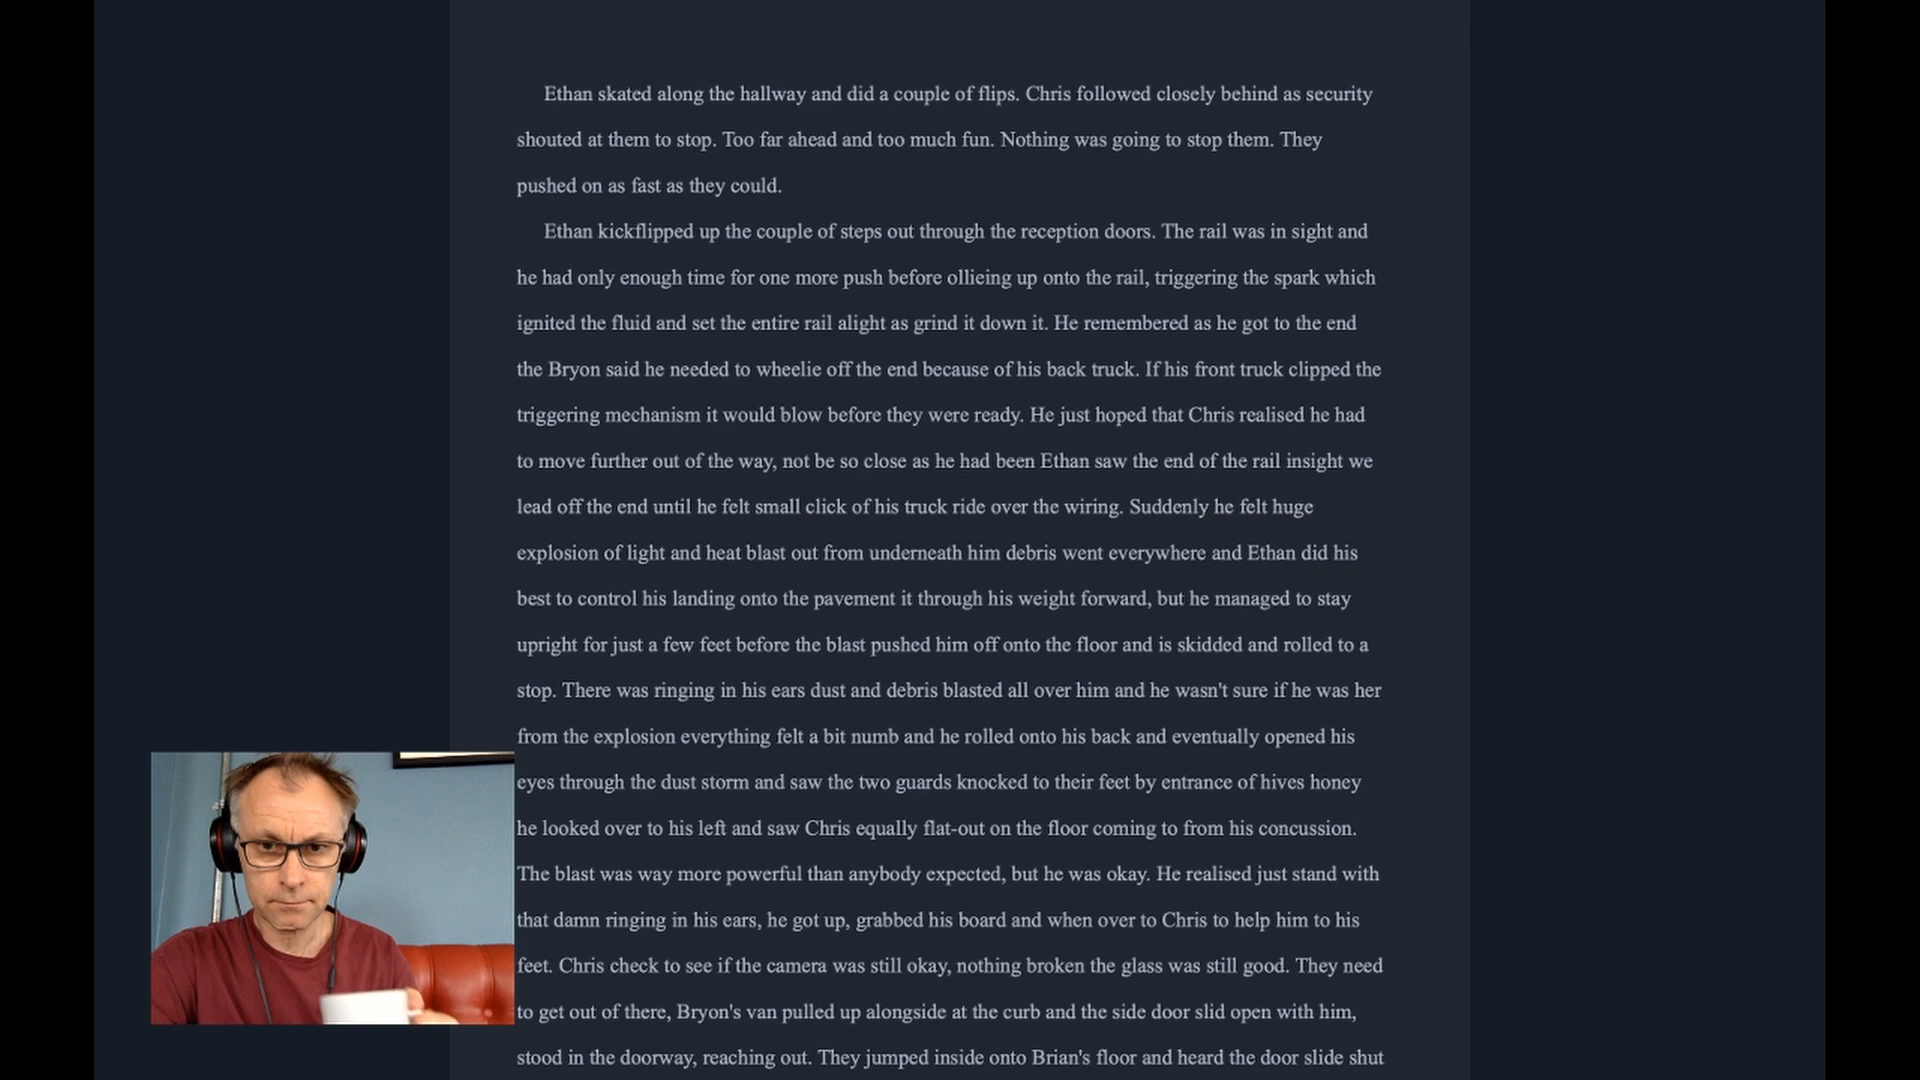 Ethan skated along the hallway and did a couple of flips. Chris followed closely behind as security
shouted at them to stop. Too far ahead and too much fun. Nothing was going to stop them. They
pushed on as fast as they could.
Ethan kickflipped up the couple of steps out through the reception doors. The rail was in sight and
he had only enough time for one more push before ollieing up onto the rail, triggering the spark which
ignited the fluid and set the entire rail alight as grind it down it. He remembered as he got to the end
the Bryon said he needed to wheelie off the end because of his back truck. If his front truck clipped the
triggering mechanism it would blow before they were ready. He just hoped that Chris realised he had
to move further out of the way, not be so close as he had been Ethan saw the end of the rail insight we
lead off the end until he felt small click of his truck ride over the wiring. Suddenly he felt huge
explosion of light and heat blast out from underneath him debris went everywhere and Ethan did his
best to control his landing onto the pavement it through his weight forward, but he managed to stay
upright for just a few feet before the blast pushed him off onto the floor and is skidded and rolled to a
stop. There was ringing in his ears dust and debris blasted all over him and he wasn't sure if he was her
from the explosion everything felt a bit numb and he rolled onto his back and eventually opened his
eyes through the dust storm and saw the two guards knocked to their feet by entrance of hives honey
he looked over to his left and saw Chris equally flat-out on the floor coming to from his concussion.
The blast was way more powerful than anybody expected, but he was okay. He realised just stand with
that damn ringing in his ears, he got up, grabbed his board and when over to Chris to help him to his
feet. Chris check to see if the camera was still okay, nothing broken the glass was still good. They need
to get out of there, Bryon's van pulled up alongside at the curb and the side door slid open with him,
stood in the doorway, reaching out. They jumped inside onto Brian's floor and heard the door slide shut